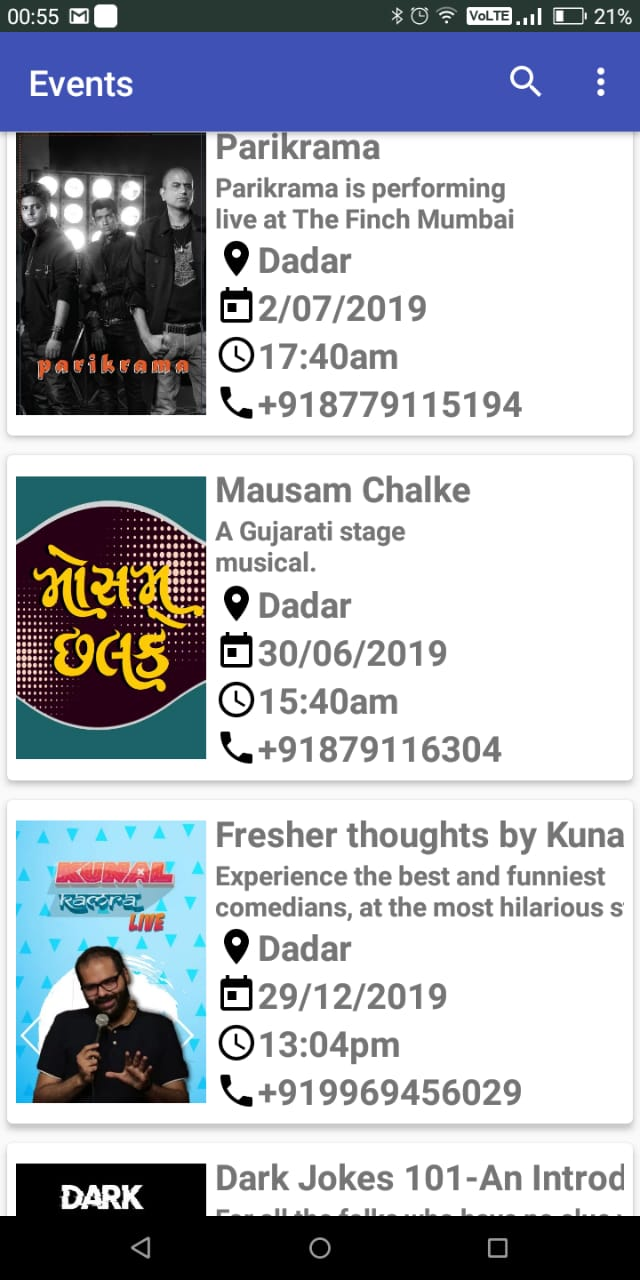 00:55
VoLTE
21%
Events
Parikrama
Parikrama is performing
live at The Finch Mumbai
Dadar
2/07/2019
17:40am
+918779115194
parikrama
Mausam Chalke
A Gujarati stage
musical.
Dadar
30/06/2019
15:40am
+91879116304
મોસમ્
છલકે
Fresher thoughts by Kuna
Experience the best and funniest
comedians, at the most hilarious s
Dadar
29/12/2019
13:04pm
+919969456029
KUNAL
Kamra
LIVE
Dark Jokes 101-An Introd
DARK